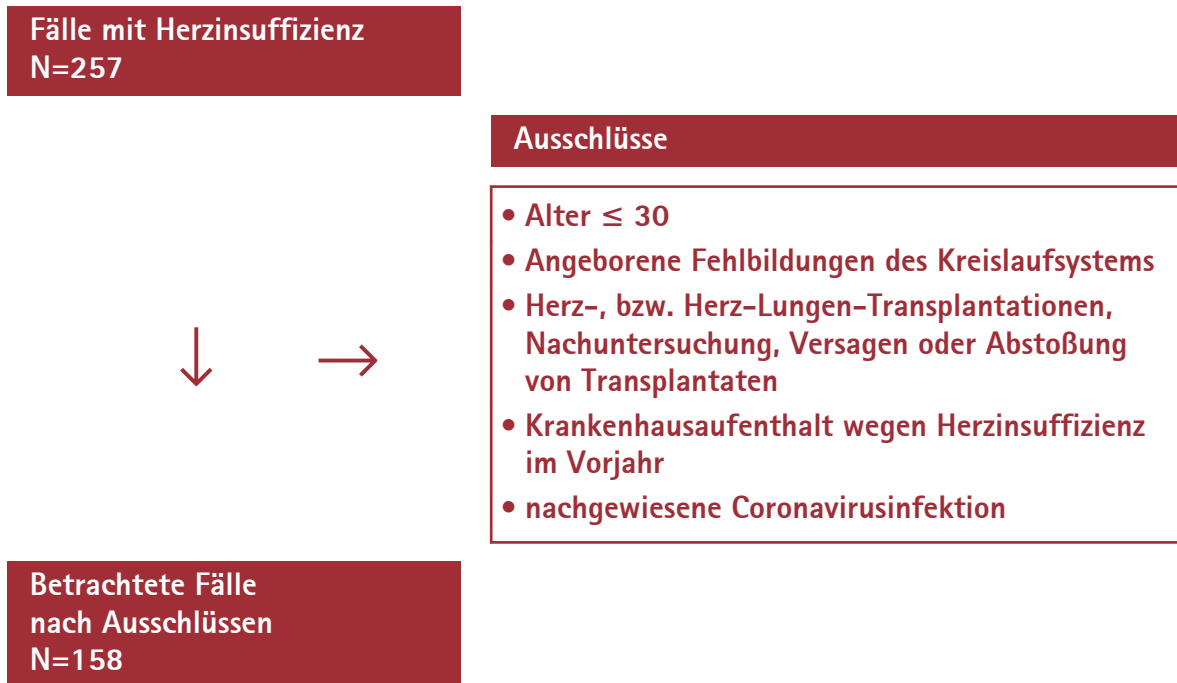 Fälle mit Herzinsuffizienz
N=257
Ausschlüsse
• Alter ≤ 30
• Angeborene Fehlbildungen des Kreislaufsystems
• Herz-, bzw. Herz-Lungen-Transplantationen,
Nachuntersuchung, Versagen oder Abstoßung
von Transplantaten
• Krankenhausaufenthalt wegen Herzinsuffizienz
im Vorjahr
• nachgewiesene Coronavirusinfektion
Betrachtete Fälle
nach Ausschlüssen
N=158